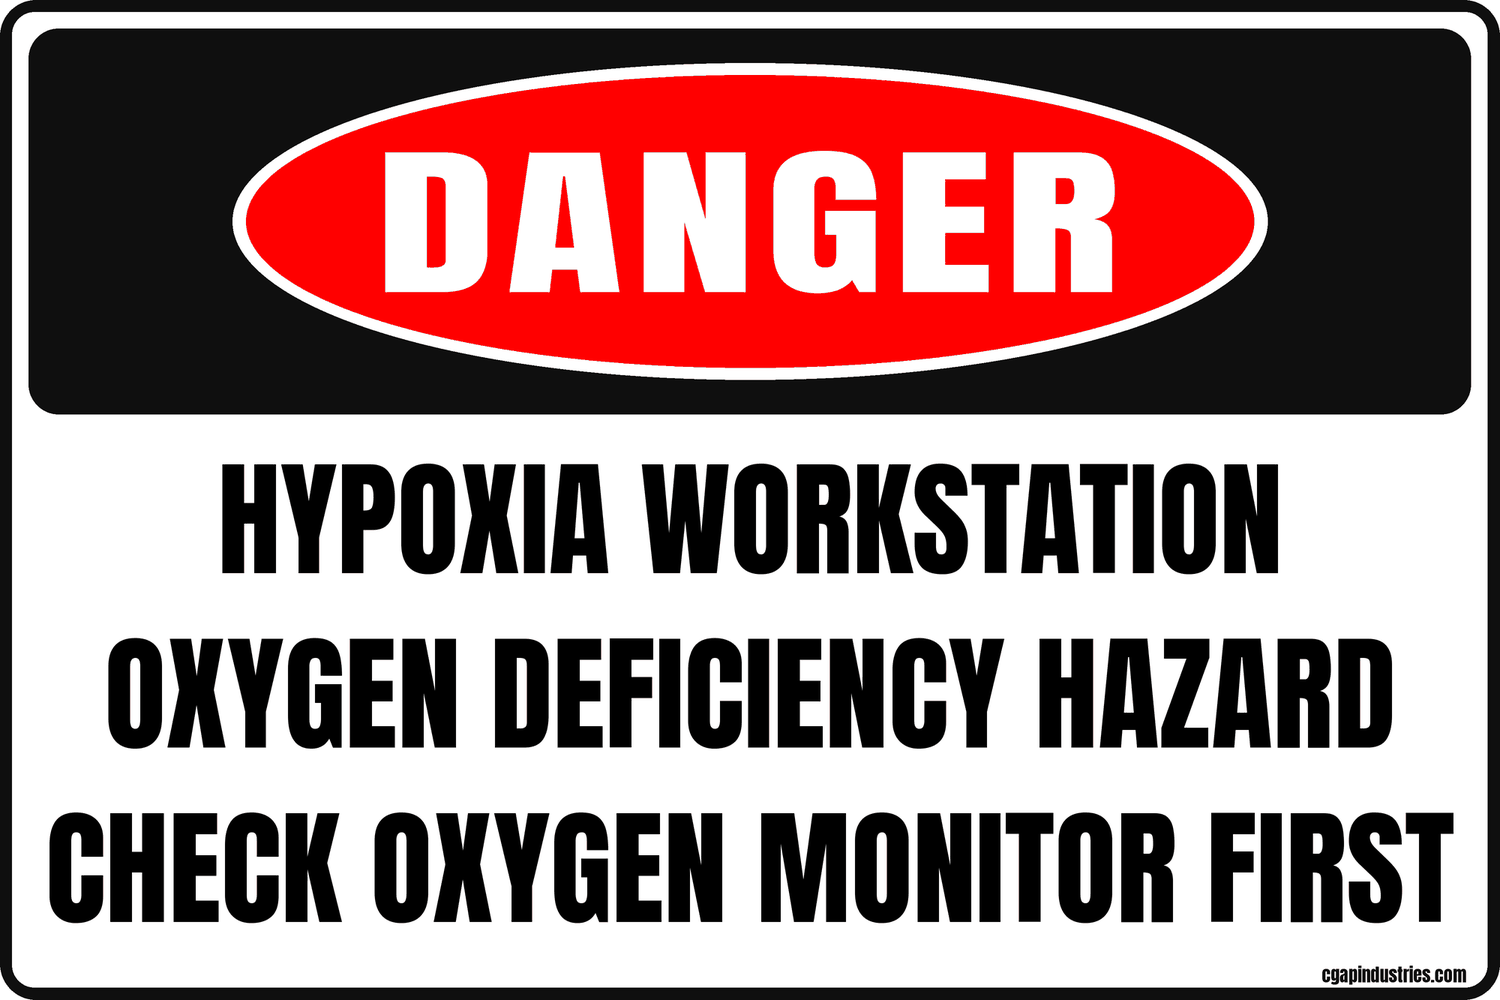 DANGER
HYPOXIA WORKSTATION
OXYGEN DEFICIENCY HAZARD
CHECK OXYGEN MONITOR FIRST
cgapindustries.com